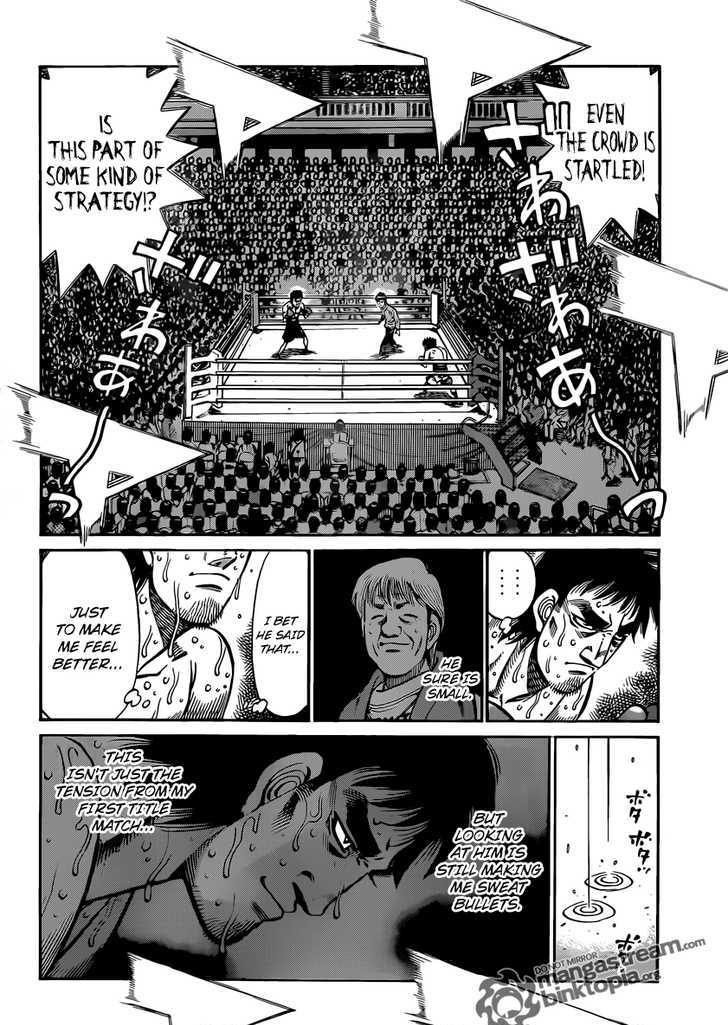 EVEN
THE CROWD IS
STARTLED!
ざわあっ
IS
THIS PART OF
SOME KIND OF
STRATEGY!?
ざわあっ
....
....
HE
SURE IS
SMALL.
I BET
HE SAID
THAT...
JUST
TO MAKE
ME FEEL
BETTER...
ボタ
ボタッ
ボタ
BUT
LOOKING
AT HIM IS
STILL MAKING
ME SWEAT
BULLETS.
THIS
ISN'T JUST THE
TENSION FROM MY
FIRST TITLE
MATCH...
DO NOT MIRROR
mangastream.com
binktopia.org